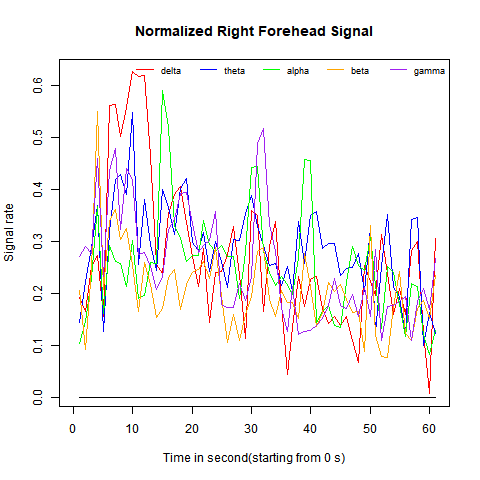 Normalized Right Forehead Signal
delta theta alpha beta gamma
Signal rate
0.6
0.5
0.4
0.3
0.2
0.1
0.0
0 10 20 30 40 50 60
Time in second(starting from 0 s)